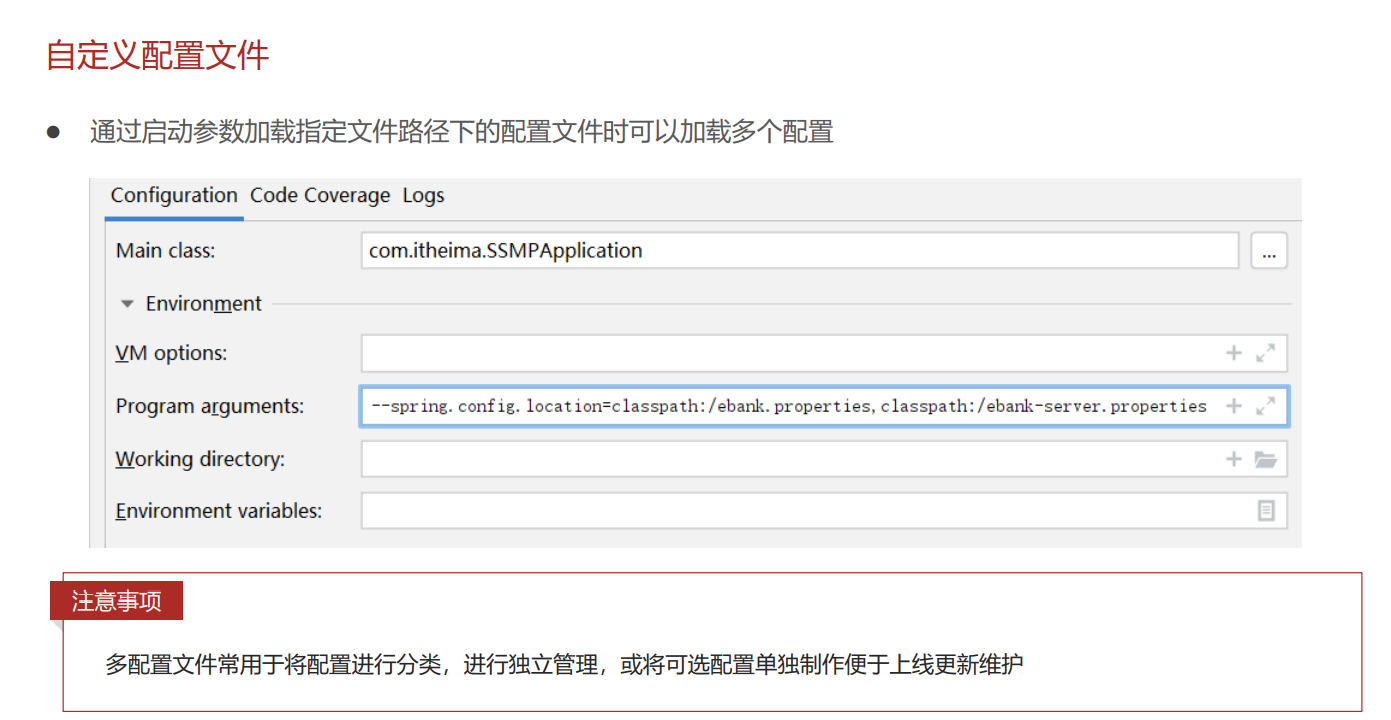 自定义配置文件
● 通过启动参数加载指定文件路径下的配置文件时可以加载多个配置
Configuration Code Coverage Logs
Main class: com.itheima.SSMPApplication ...
Environment
VM options:
Program arguments: --spring.config.location=classpath:/ebank.properties,classpath:/ebank-server.properties
Working directory:
Environment variables:
注意事项
多配置文件常用于将配置进行分类，进行独立管理，或将可选配置单独制作便于上线更新维护